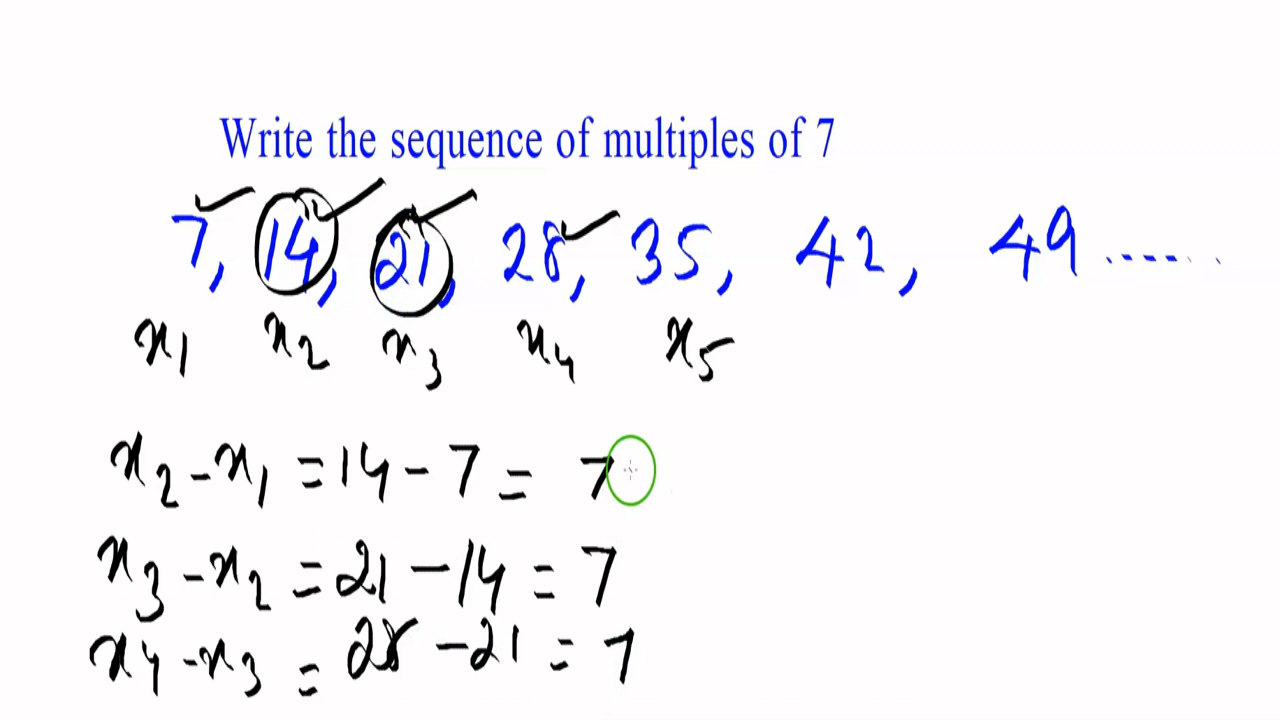 Write the sequence of multiples of 7
7, 14, 21, 28, 35, 42, 49 ......
x1 x2 x3 x4 x5
x2 - x1 = 14 - 7 = 7
x3 - x2 = 21 - 14 = 7
x4 - x3 = 28 - 21 = 7